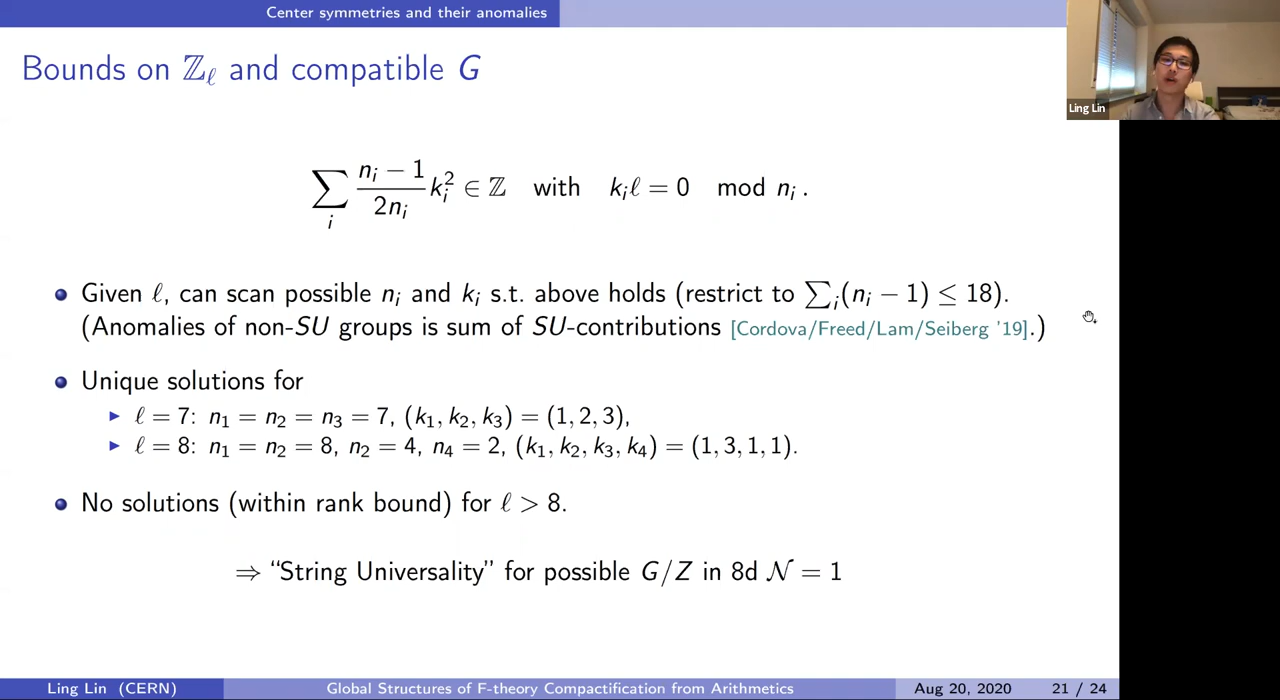 Center symmetries and their anomalies
Bounds on ℤ_ℓ and compatible G
∑_i (n_i − 1)/(2n_i) k_i^2 ∈ ℤ with k_i ℓ = 0 mod n_i .
Given ℓ, can scan possible n_i and k_i s.t. above holds (restrict to ∑_i(n_i − 1) ≤ 18).
(Anomalies of non-SU groups is sum of SU-contributions [Cordova/Freed/Lam/Seiberg '19].)
Unique solutions for
ℓ = 7: n_1 = n_2 = n_3 = 7, (k_1, k_2, k_3) = (1, 2, 3),
ℓ = 8: n_1 = n_2 = 8, n_2 = 4, n_4 = 2, (k_1, k_2, k_3, k_4) = (1, 3, 1, 1).
No solutions (within rank bound) for ℓ > 8.
⇒ “String Universality” for possible G/Z in 8d 𝒩 = 1
Ling Lin (CERN) Global Structures of F-theory Compactification from Arithmetics Aug 20, 2020 21 / 24
Ling Lin